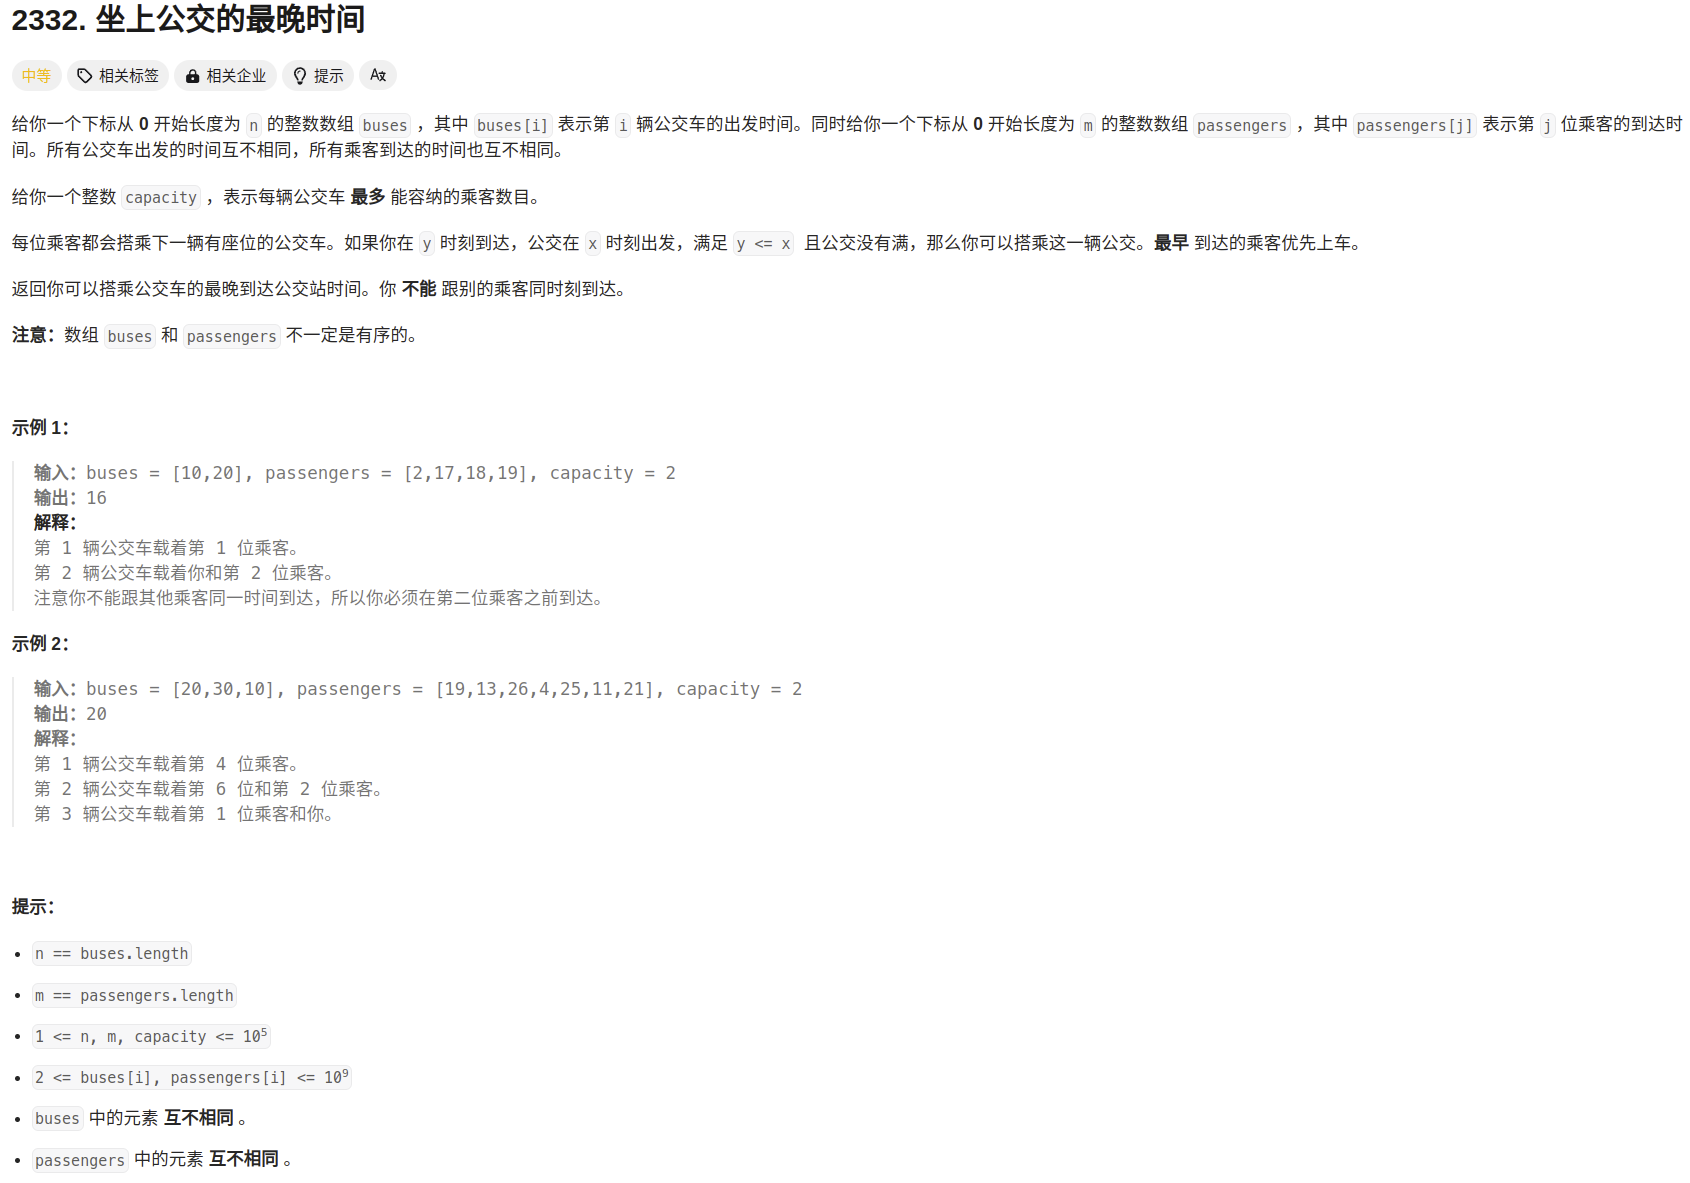 2332. 坐上公交的最晚时间
中等 相关标签 相关企业 提示 A文
给你一个下标从 0 开始长度为 n 的整数数组 buses ，其中 buses[i] 表示第 i 辆公交车的出发时间。同时给你一个下标从 0 开始长度为 m 的整数数组 passengers ，其中 passengers[j] 表示第 j 位乘客的到达时
间。所有公交车出发的时间互不相同，所有乘客到达的时间也互不相同。
给你一个整数 capacity ，表示每辆公交车 最多 能容纳的乘客数目。
每位乘客都会搭乘下一辆有座位的公交车。如果你在 y 时刻到达，公交在 x 时刻出发，满足 y <= x 且公交没有满，那么你可以搭乘这一辆公交。最早 到达的乘客优先上车。
返回你可以搭乘公交车的最晚到达公交站时间。你 不能 跟别的乘客同时刻到达。
注意：数组 buses 和 passengers 不一定是有序的。
示例 1：
输入：buses = [10,20], passengers = [2,17,18,19], capacity = 2
输出：16
解释：
第 1 辆公交车载着第 1 位乘客。
第 2 辆公交车载着你和第 2 位乘客。
注意你不能跟其他乘客同一时间到达，所以你必须在第二位乘客之前到达。
示例 2：
输入：buses = [20,30,10], passengers = [19,13,26,4,25,11,21], capacity = 2
输出：20
解释：
第 1 辆公交车载着第 4 位乘客。
第 2 辆公交车载着第 6 位和第 2 位乘客。
第 3 辆公交车载着第 1 位乘客和你。
提示：
• n == buses.length
• m == passengers.length
• 1 <= n, m, capacity <= 10⁵
• 2 <= buses[i], passengers[i] <= 10⁹
• buses 中的元素 互不相同 。
• passengers 中的元素 互不相同 。